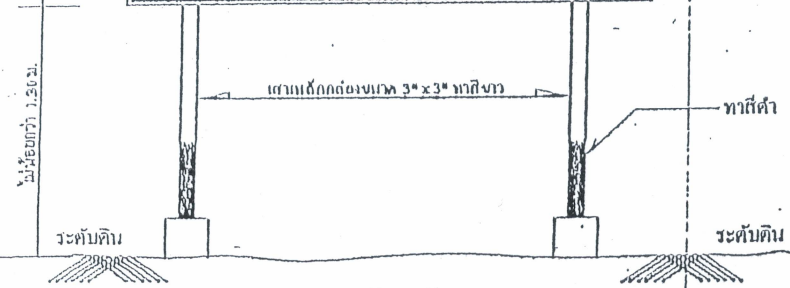 ไม่น้อยกว่า 1.30 ม.
เสาเหล็กกล่องขนาด 3" x 3" ทาสีขาว
ทาสีดำ
ระดับดิน
ระดับดิน